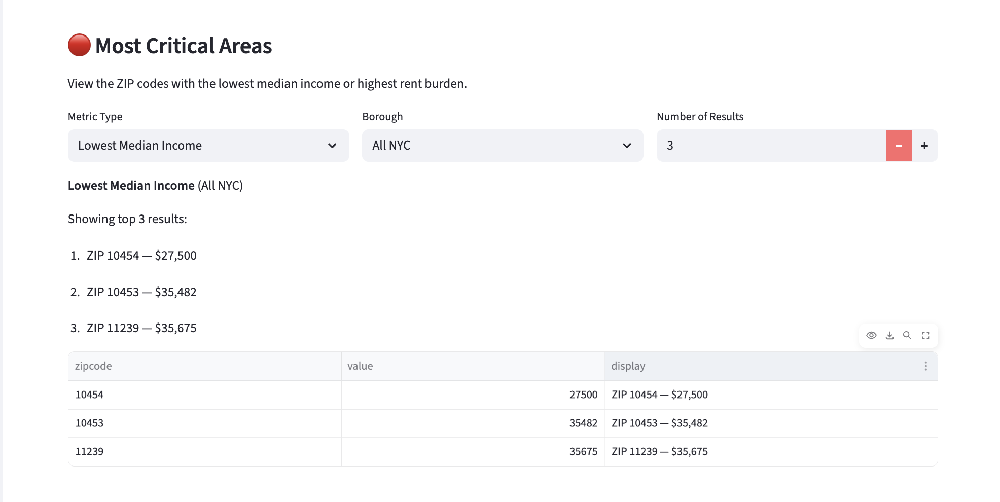 🔴 Most Critical Areas
View the ZIP codes with the lowest median income or highest rent burden.
Metric Type Borough Number of Results
Lowest Median Income All NYC 3 − +
Lowest Median Income (All NYC)
Showing top 3 results:
1. ZIP 10454 — $27,500
2. ZIP 10453 — $35,482
3. ZIP 11239 — $35,675
zipcode value display
10454 27500 ZIP 10454 — $27,500
10453 35482 ZIP 10453 — $35,482
11239 35675 ZIP 11239 — $35,675